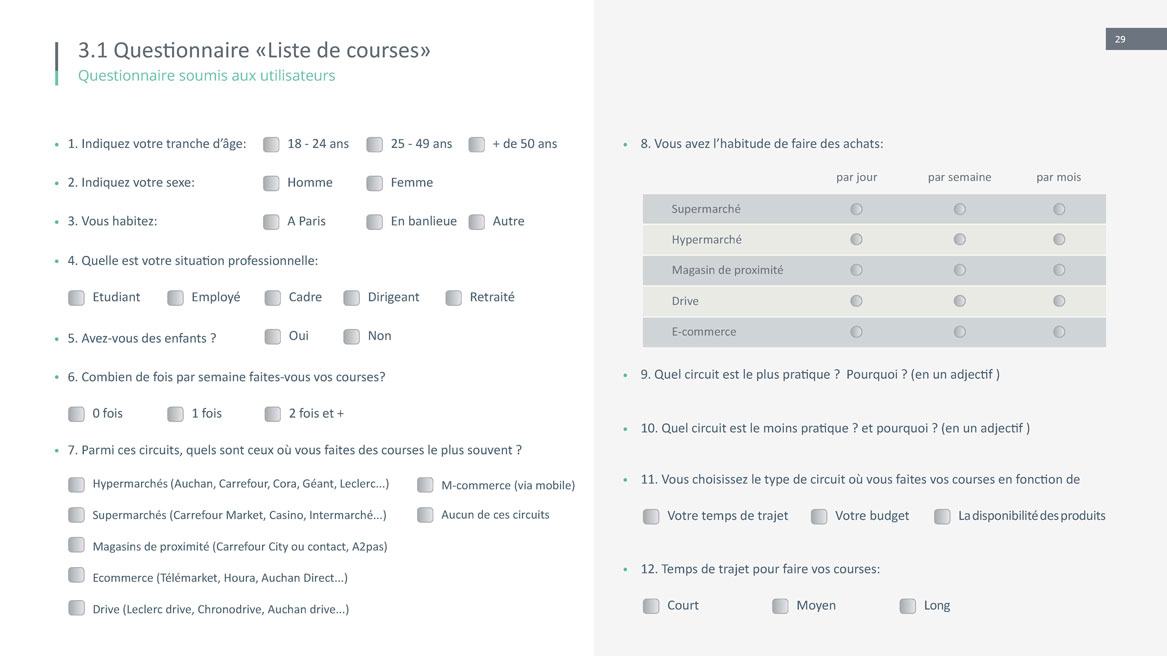 3.1 Questionnaire «Liste de courses»
Questionnaire soumis aux utilisateurs
29
• 1. Indiquez votre tranche d’âge: 18 - 24 ans 25 - 49 ans + de 50 ans
• 2. Indiquez votre sexe: Homme Femme
• 3. Vous habitez: A Paris En banlieue Autre
• 4. Quelle est votre situation professionnelle:
Etudiant Employé Cadre Dirigeant Retraité
• 5. Avez-vous des enfants ? Oui Non
• 6. Combien de fois par semaine faites-vous vos courses?
0 fois 1 fois 2 fois et +
• 7. Parmi ces circuits, quels sont ceux où vous faites des courses le plus souvent ?
Hypermarchés (Auchan, Carrefour, Cora, Géant, Leclerc...) M-commerce (via mobile)
Supermarchés (Carrefour Market, Casino, Intermarché...) Aucun de ces circuits
Magasins de proximité (Carrefour City ou contact, A2pas)
Ecommerce (Télémarket, Houra, Auchan Direct...)
Drive (Leclerc drive, Chronodrive, Auchan drive...)
• 8. Vous avez l’habitude de faire des achats:
par jour par semaine par mois
Supermarché
Hypermarché
Magasin de proximité
Drive
E-commerce
• 9. Quel circuit est le plus pratique ? Pourquoi ? (en un adjectif )
• 10. Quel circuit est le moins pratique ? et pourquoi ? (en un adjectif )
• 11. Vous choisissez le type de circuit où vous faites vos courses en fonction de
Votre temps de trajet Votre budget La disponibilité des produits
• 12. Temps de trajet pour faire vos courses:
Court Moyen Long